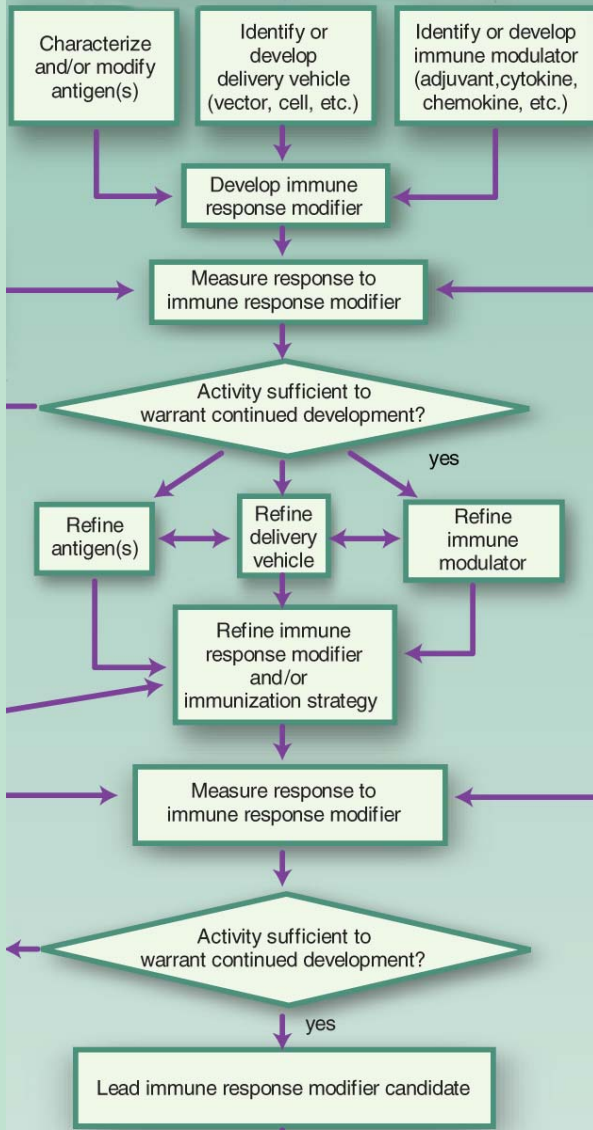 Characterize
and/or modify
antigen(s)
Identify or
develop
delivery vehicle
(vector, cell, etc.)
Identify or develop
immune modulator
(adjuvant,cytokine,
chemokine, etc.)
Develop immune
response modifier
Measure response to
immune response modifier
Activity sufficient to
warrant continued development?
yes
Refine
antigen(s)
Refine
delivery
vehicle
Refine
immune
modulator
Refine immune
response modifier
and/or
immunization strategy
Measure response to
immune response modifier
Activity sufficient to
warrant continued development?
yes
Lead immune response modifier candidate